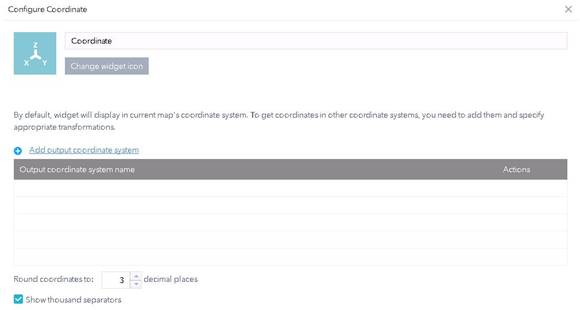 Configure Coordinate
Z
X Y
Coordinate
Change widget icon
By default, widget will display in current map's coordinate system. To get coordinates in other coordinate systems, you need to add them and specify
appropriate transformations.
Add output coordinate system
Output coordinate system name Actions
Round coordinates to: 3 decimal places
Show thousand separators